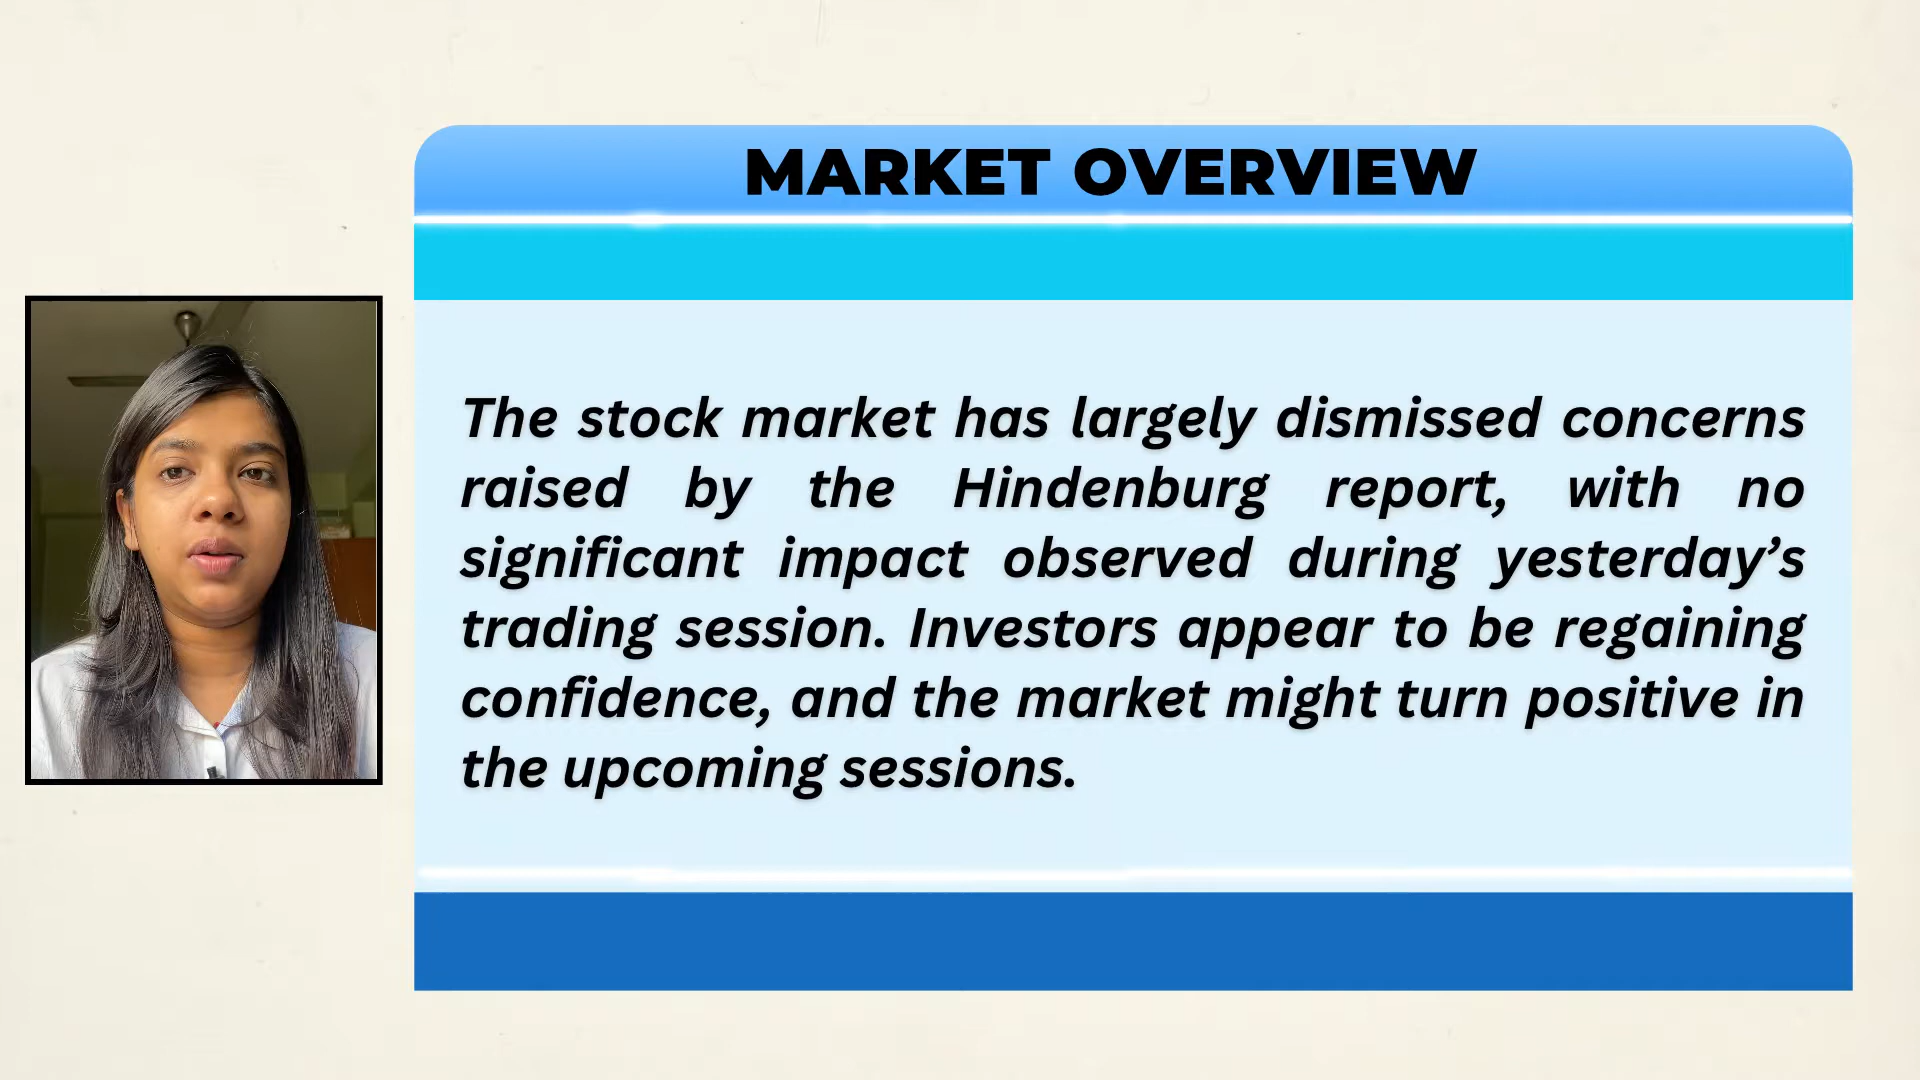 MARKET OVERVIEW
The stock market has largely dismissed concerns
raised by the Hindenburg report, with no
significant impact observed during yesterday’s
trading session. Investors appear to be regaining
confidence, and the market might turn positive in
the upcoming sessions.